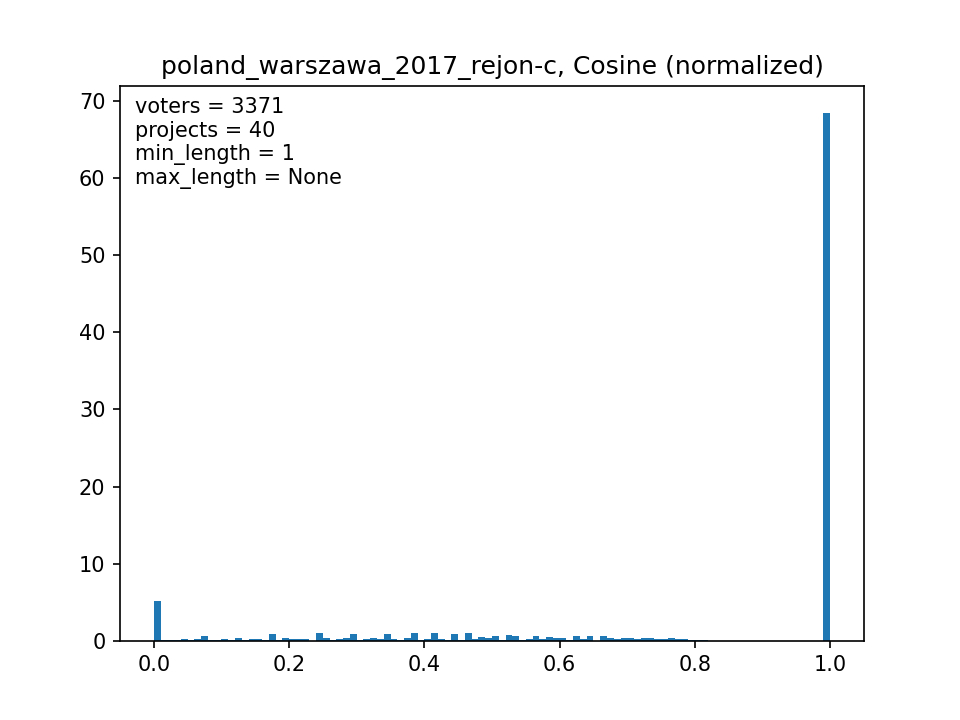 poland_warszawa_2017_rejon-c, Cosine (normalized)
voters = 3371
projects = 40
min_length = 1
max_length = None
70
60
50
40
30
20
10
0
0.0 0.2 0.4 0.6 0.8 1.0